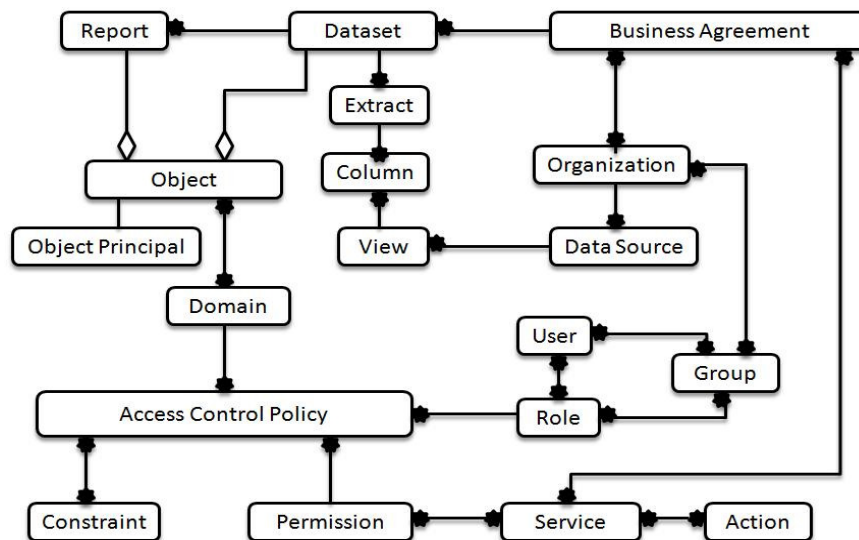 Report
Dataset
Business Agreement
Extract
Organization
Object
Column
Object Principal
View
Data Source
Domain
User
Group
Access Control Policy
Role
Constraint
Permission
Service
Action